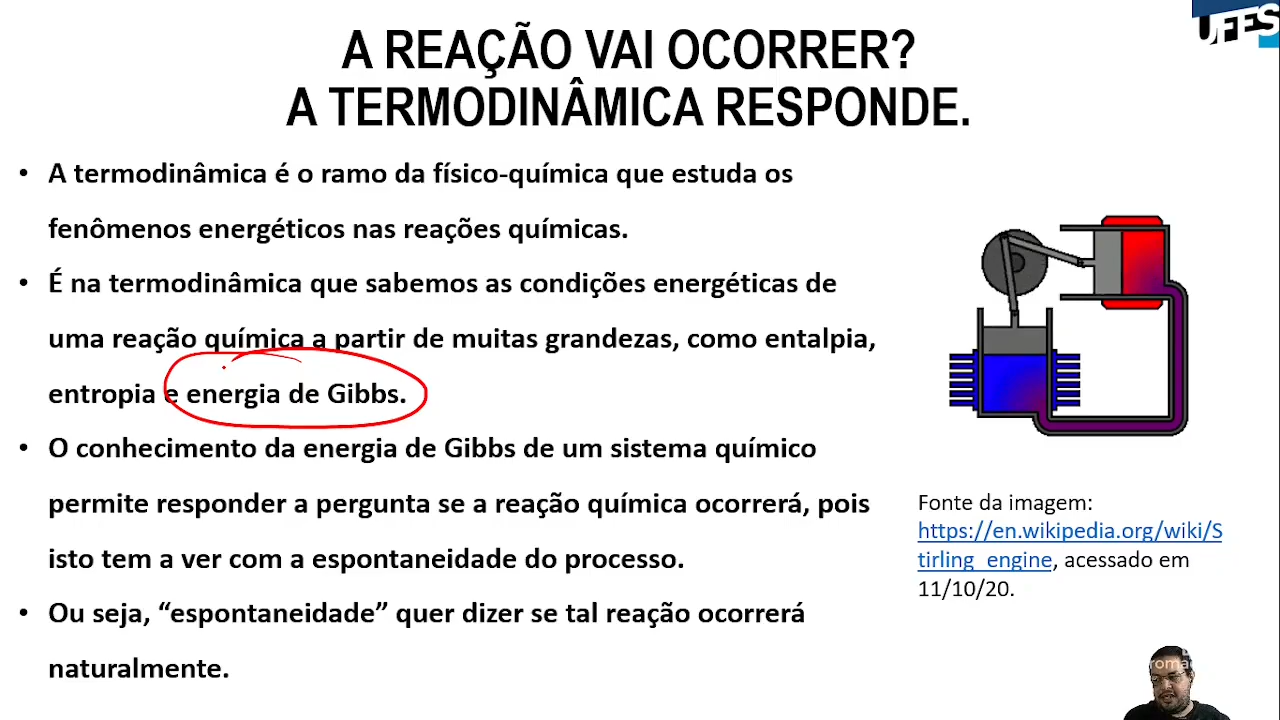 UFES
A REAÇÃO VAI OCORRER?
A TERMODINÂMICA RESPONDE.
• A termodinâmica é o ramo da físico-química que estuda os
fenômenos energéticos nas reações químicas.
• É na termodinâmica que sabemos as condições energéticas de
uma reação química a partir de muitas grandezas, como entalpia,
entropia e energia de Gibbs.
• O conhecimento da energia de Gibbs de um sistema químico
permite responder a pergunta se a reação química ocorrerá, pois
isto tem a ver com a espontaneidade do processo.
• Ou seja, “espontaneidade” quer dizer se tal reação ocorrerá
naturalmente.
Fonte da imagem:
https://en.wikipedia.org/wiki/S
tirling_engine, acessado em
11/10/20.